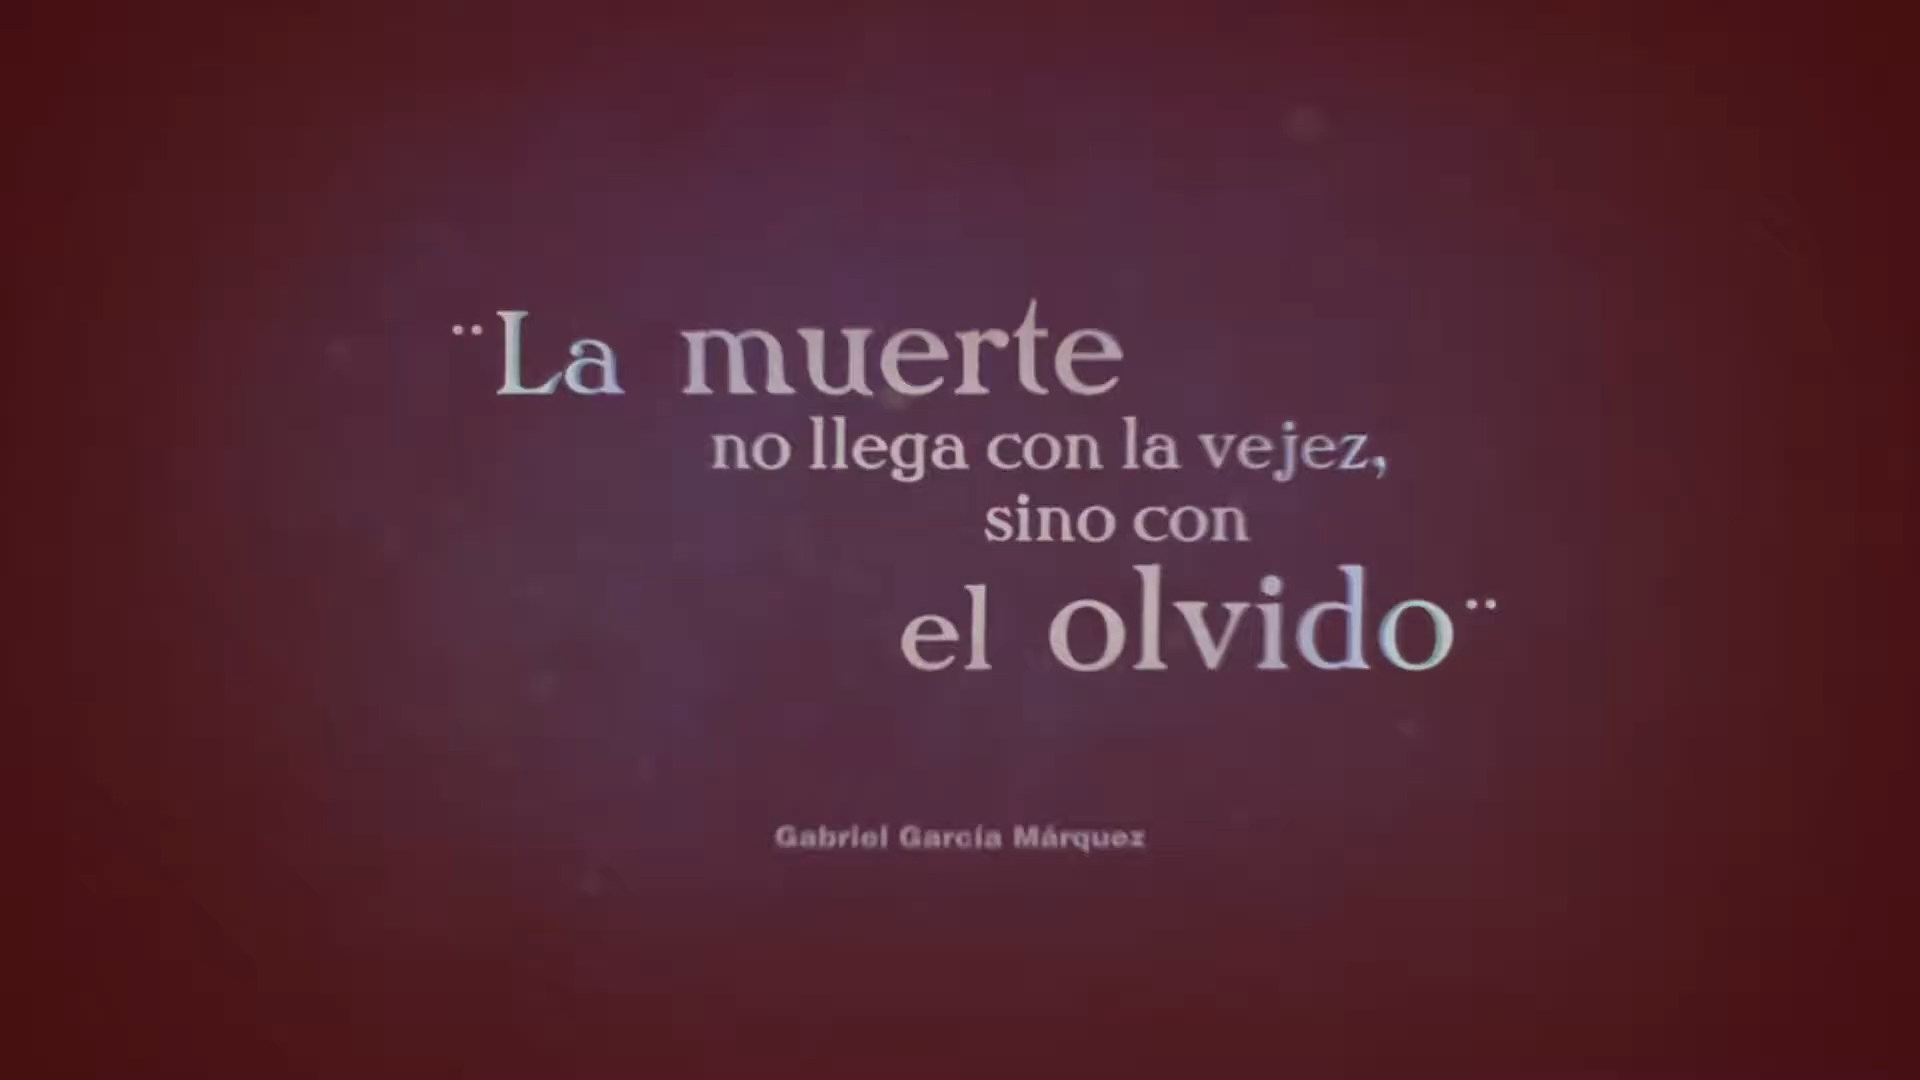 ¨La muerte
no llega con la vejez,
sino con
el olvido¨
Gabriel García Márquez